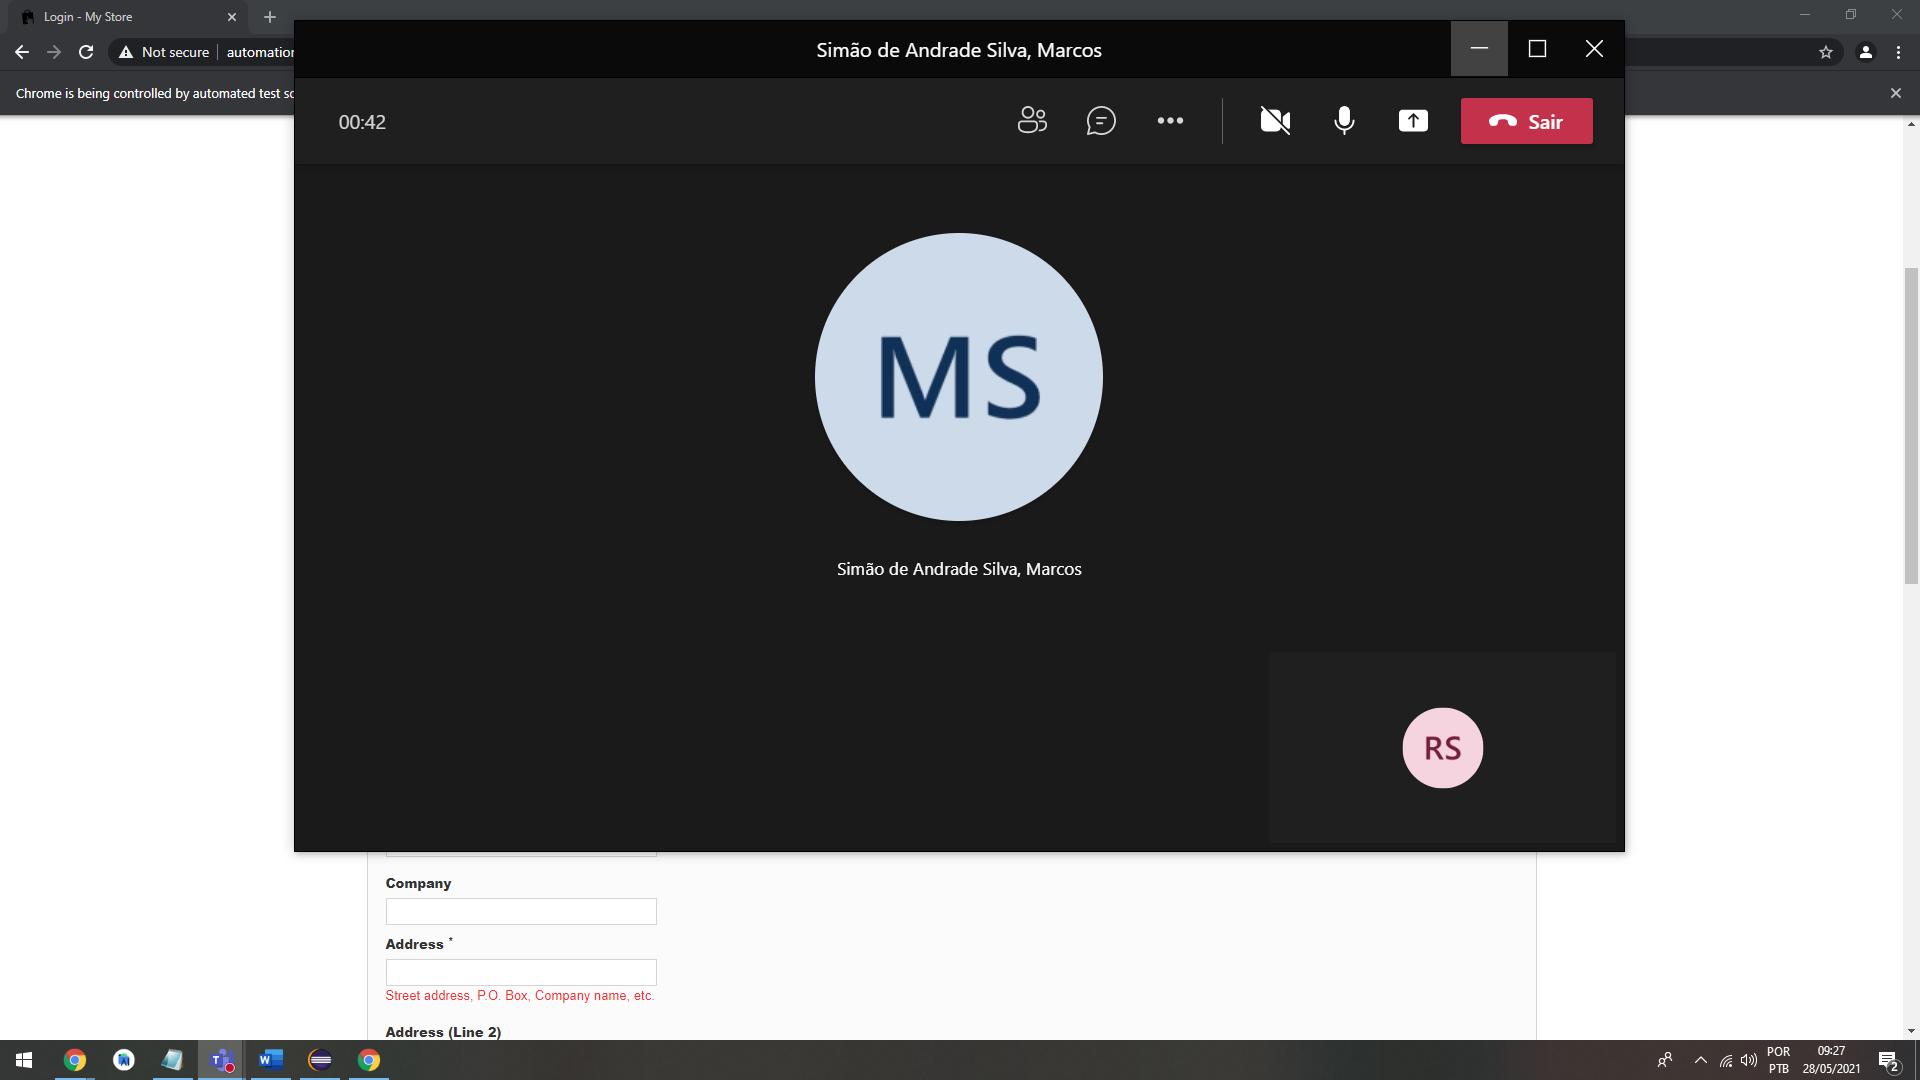 Login - My Store
Not secure
automation
Chrome is being controlled by automated test so
Simão de Andrade Silva, Marcos
00:42
Sair
MS
Simão de Andrade Silva, Marcos
RS
Company
Address *
Street address, P.O. Box, Company name, etc.
Address (Line 2)
POR
PTB
09:27
28/05/2021
2